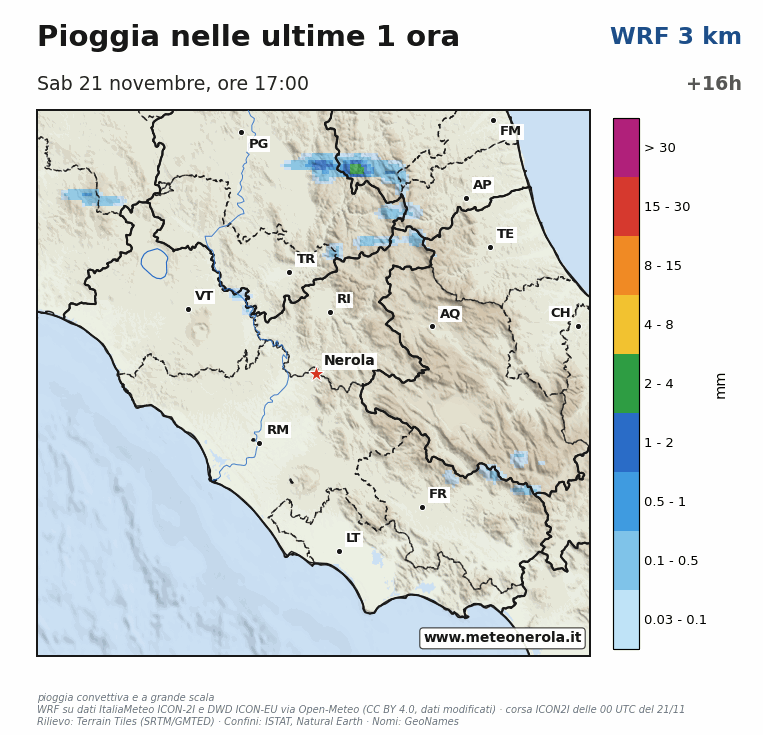 Pioggia nelle ultime 1 ora
WRF 3 km
Sab 21 novembre, ore 17:00
+16h
FM
PG
> 30
AP
15 - 30
TE
TR
8 - 15
VT
RI
AQ
CH
4 - 8
Nerola
2 - 4
mm
RM
1 - 2
FR
0.5 - 1
LT
0.1 - 0.5
0.03 - 0.1
www.meteonerola.it
pioggia convettiva e a grande scala
WRF su dati ItaliaMeteo ICON-2I e DWD ICON-EU via Open-Meteo (CC BY 4.0, dati modificati) · corsa ICON2I delle 00 UTC del 21/11
Rilievo: Terrain Tiles (SRTM/GMTED) · Confini: ISTAT, Natural Earth · Nomi: GeoNames